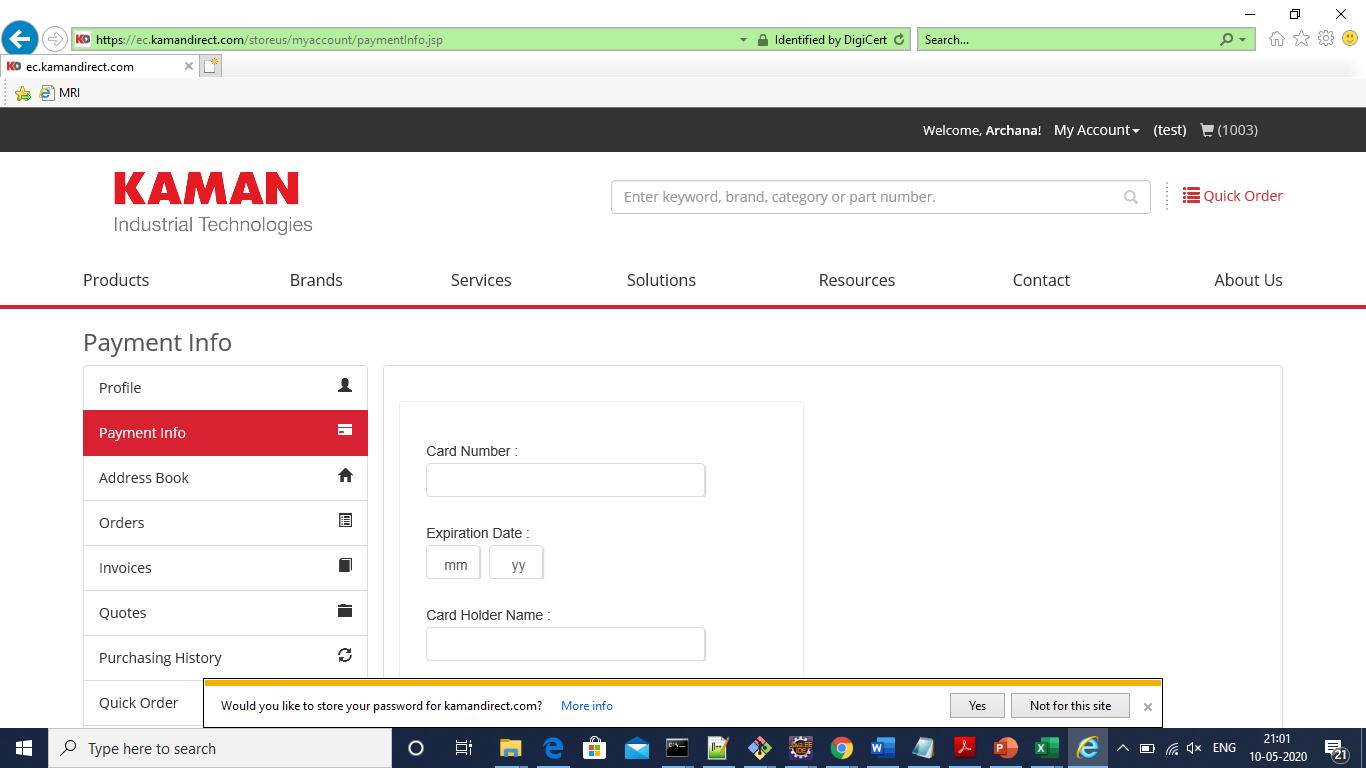 https://ec.kamandirect.com/storeus/myaccount/paymentInfo.jsp
Identified by DigiCert
Search...
KD ec.kamandirect.com
MRI
Welcome, Archana! My Account (test) (1003)
KAMAN
Industrial Technologies
Enter keyword, brand, category or part number.
Quick Order
Products Brands Services Solutions Resources Contact About Us
Payment Info
Profile
Payment Info
Address Book
Orders
Invoices
Quotes
Purchasing History
Quick Order
Card Number :
Expiration Date :
mm yy
Card Holder Name :
Would you like to store your password for kamandirect.com? More info Yes Not for this site
Type here to search
ENG
21:01
10-05-2020
21